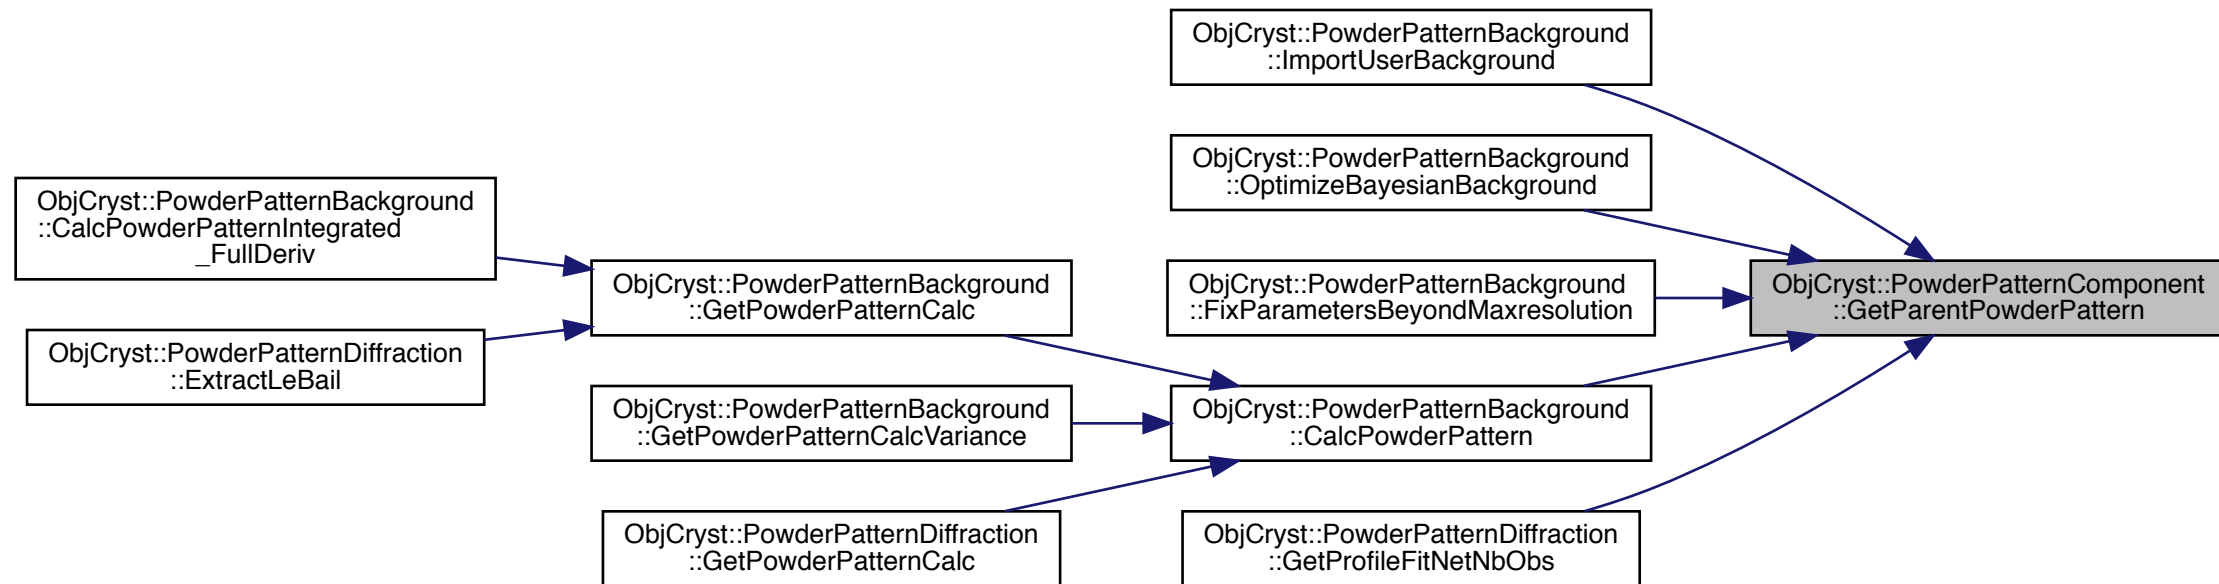 ObjCryst::PowderPatternBackground
::ImportUserBackground
ObjCryst::PowderPatternBackground
::OptimizeBayesianBackground
ObjCryst::PowderPatternBackground
::CalcPowderPatternIntegrated
_FullDeriv
ObjCryst::PowderPatternBackground
::GetPowderPatternCalc
ObjCryst::PowderPatternBackground
::FixParametersBeyondMaxresolution
ObjCryst::PowderPatternComponent
::GetParentPowderPattern
ObjCryst::PowderPatternDiffraction
::ExtractLeBail
ObjCryst::PowderPatternBackground
::GetPowderPatternCalcVariance
ObjCryst::PowderPatternBackground
::CalcPowderPattern
ObjCryst::PowderPatternDiffraction
::GetPowderPatternCalc
ObjCryst::PowderPatternDiffraction
::GetProfileFitNetNbObs